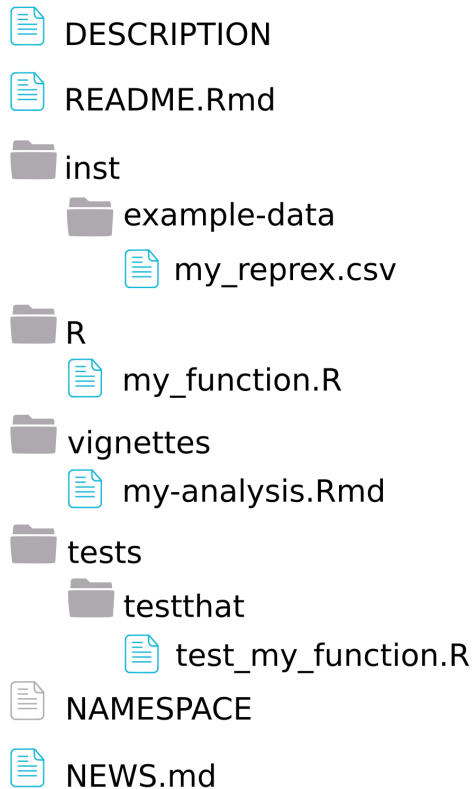 DESCRIPTION
README.Rmd
inst
example-data
my_reprex.csv
R
my_function.R
vignettes
my-analysis.Rmd
tests
testthat
test_my_function.R
NAMESPACE
NEWS.md